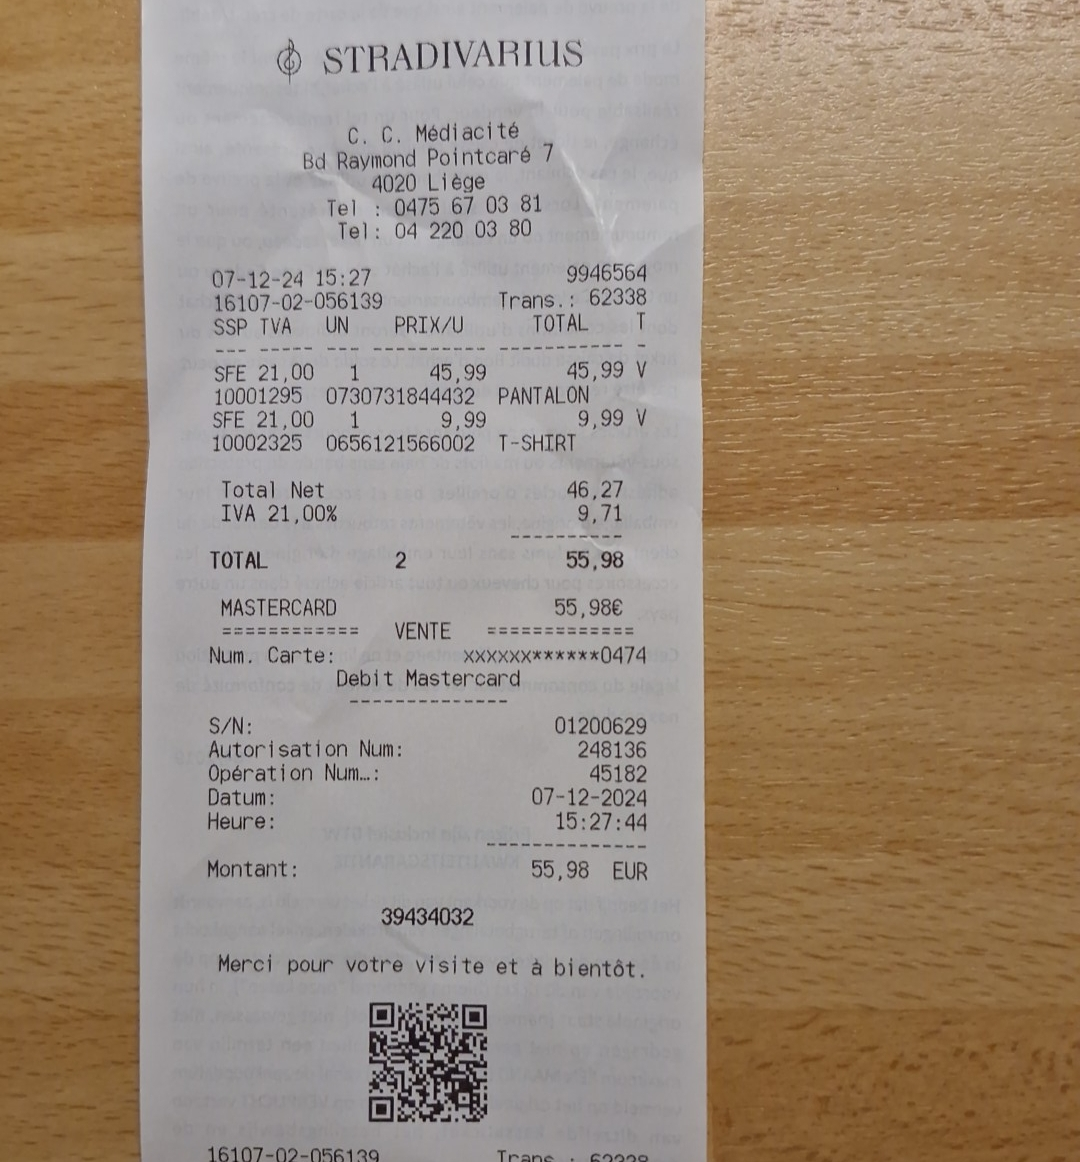 STRADIVARIUS
C. C. Médiacité
Bd Raymond Pointcaré 7
4020 Liège
Tel : 0475 67 03 81
Tel: 04 220 03 80
07-12-24 15:27 9946564
16107-02-056139 Trans.: 62338
SSP TVA UN PRIX/U TOTAL T
SFE 21,00 1 45,99 45,99 V
10001295 0730731844432 PANTALON
SFE 21,00 1 9,99 9,99 V
10002325 0656121566002 T-SHIRT
Total Net 46,27
IVA 21,00% 9,71
TOTAL 2 55,98
MASTERCARD 55,98€
============ VENTE =============
Num. Carte: xxxxxx******0474
Debit Mastercard
S/N: 01200629
Autorisation Num: 248136
Opération Num…: 45182
Datum: 07-12-2024
Heure: 15:27:44
Montant: 55,98 EUR
39434032
Merci pour votre visite et à bientôt.
16107-02-056139 Trans.: 62338